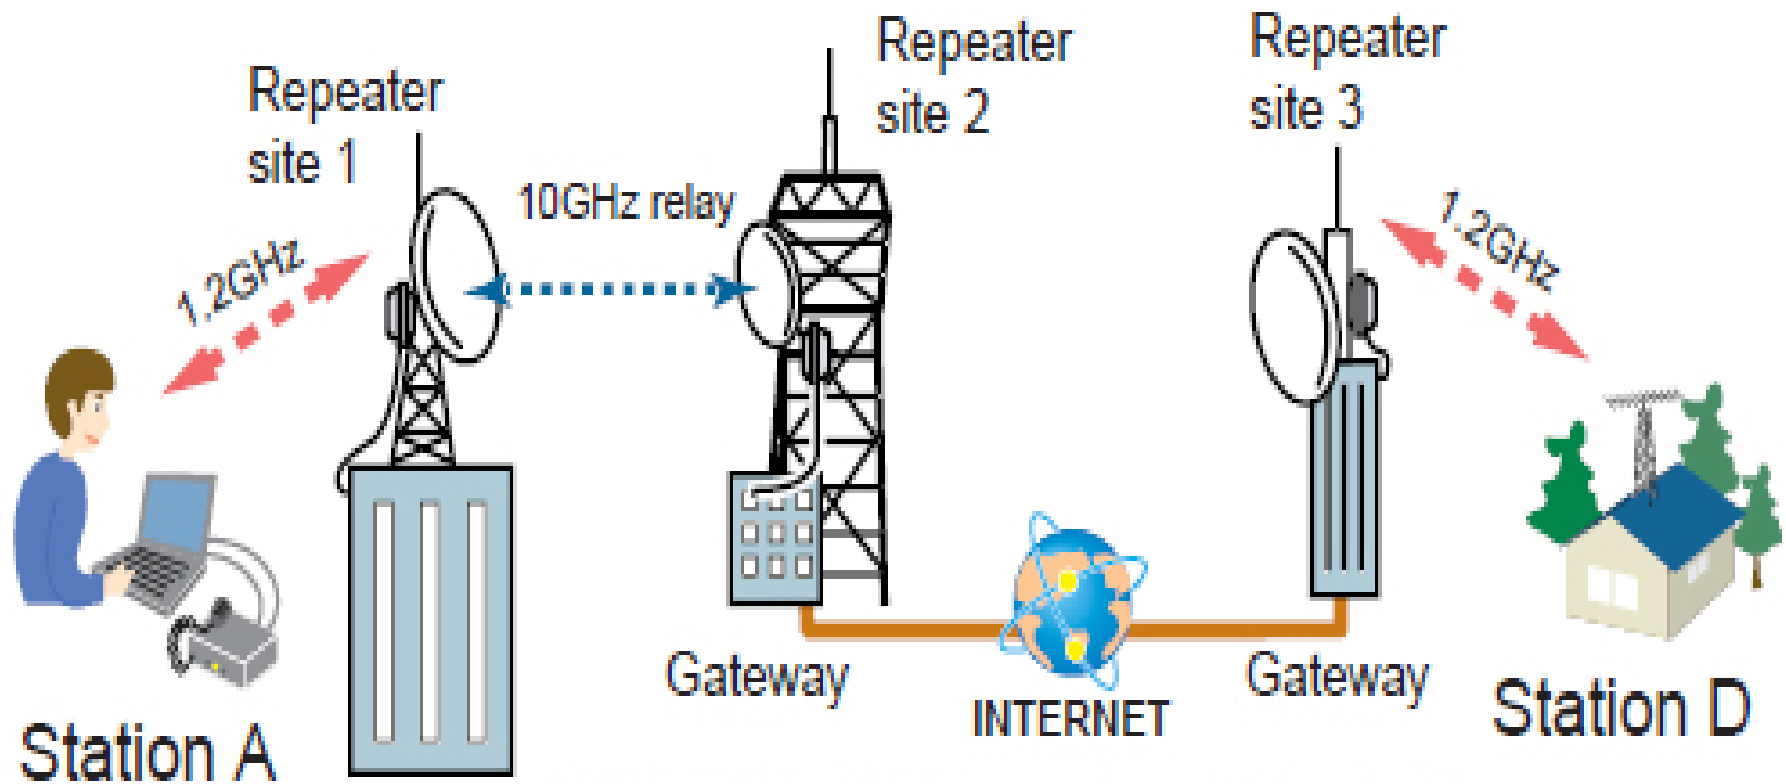 Repeater
site 1
Repeater
site 2
Repeater
site 3
10GHz relay
1.2GHz
1.2GHz
Gateway
INTERNET
Gateway
Station A
Station D